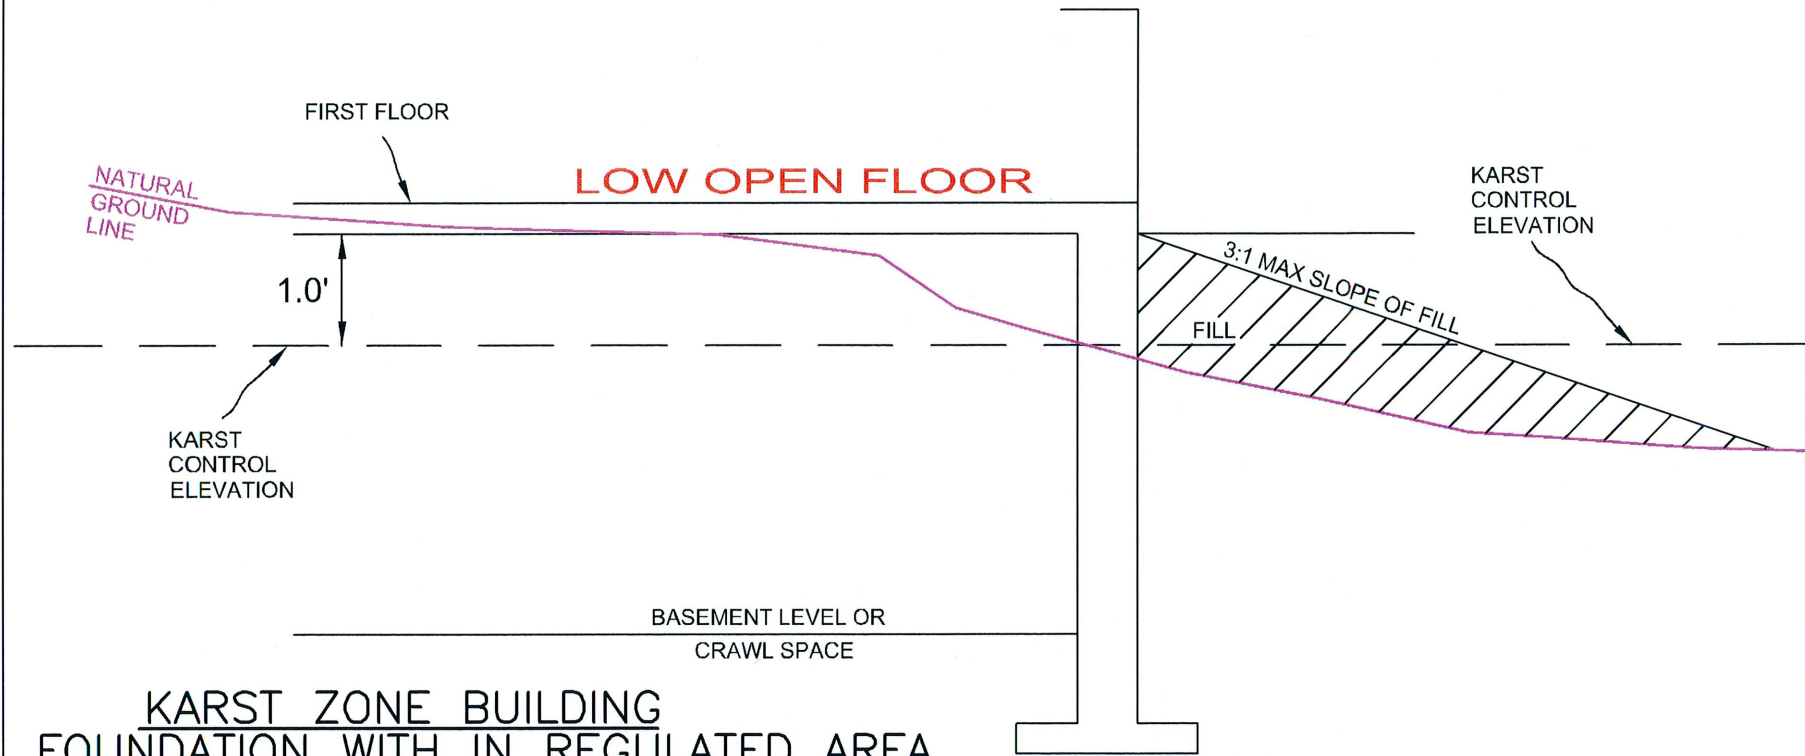 FIRST FLOOR
LOW OPEN FLOOR
NATURAL
GROUND
LINE
KARST
CONTROL
ELEVATION
3:1 MAX SLOPE OF FILL
1.0'
FILL
KARST
CONTROL
ELEVATION
BASEMENT LEVEL OR
CRAWL SPACE
KARST ZONE BUILDING
FOUNDATION WITH IN REGULATED AREA